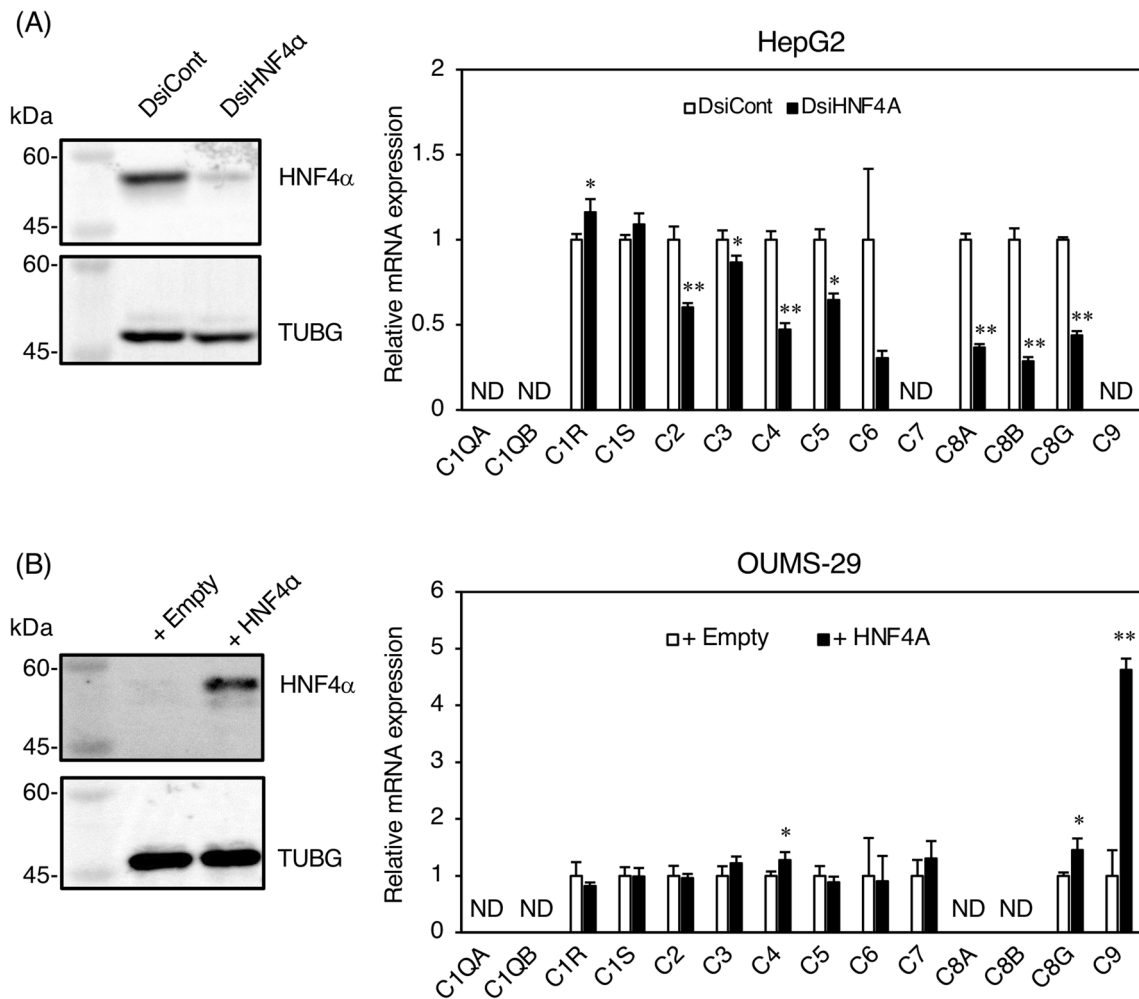 (A)
DsiCont
DsiHNF4α
kDa
60-
HNF4α
45-
60-
TUBG
45-
HepG2
Relative mRNA expression
2
1.5
1
0.5
0
DsiCont DsiHNF4A
* ** * ** * ** ** **
ND ND ND ND
C1QA C1QB C1R C1S C2 C3 C4 C5 C6 C7 C8A C8B C8G C9
(B)
+ Empty
+ HNF4α
kDa
60-
HNF4α
45-
60-
TUBG
45-
OUMS-29
Relative mRNA expression
6
5
4
2
1
0
+ Empty + HNF4A
* * **
ND ND ND ND
C1QA C1QB C1R C1S C2 C3 C4 C5 C6 C7 C8A C8B C8G C9